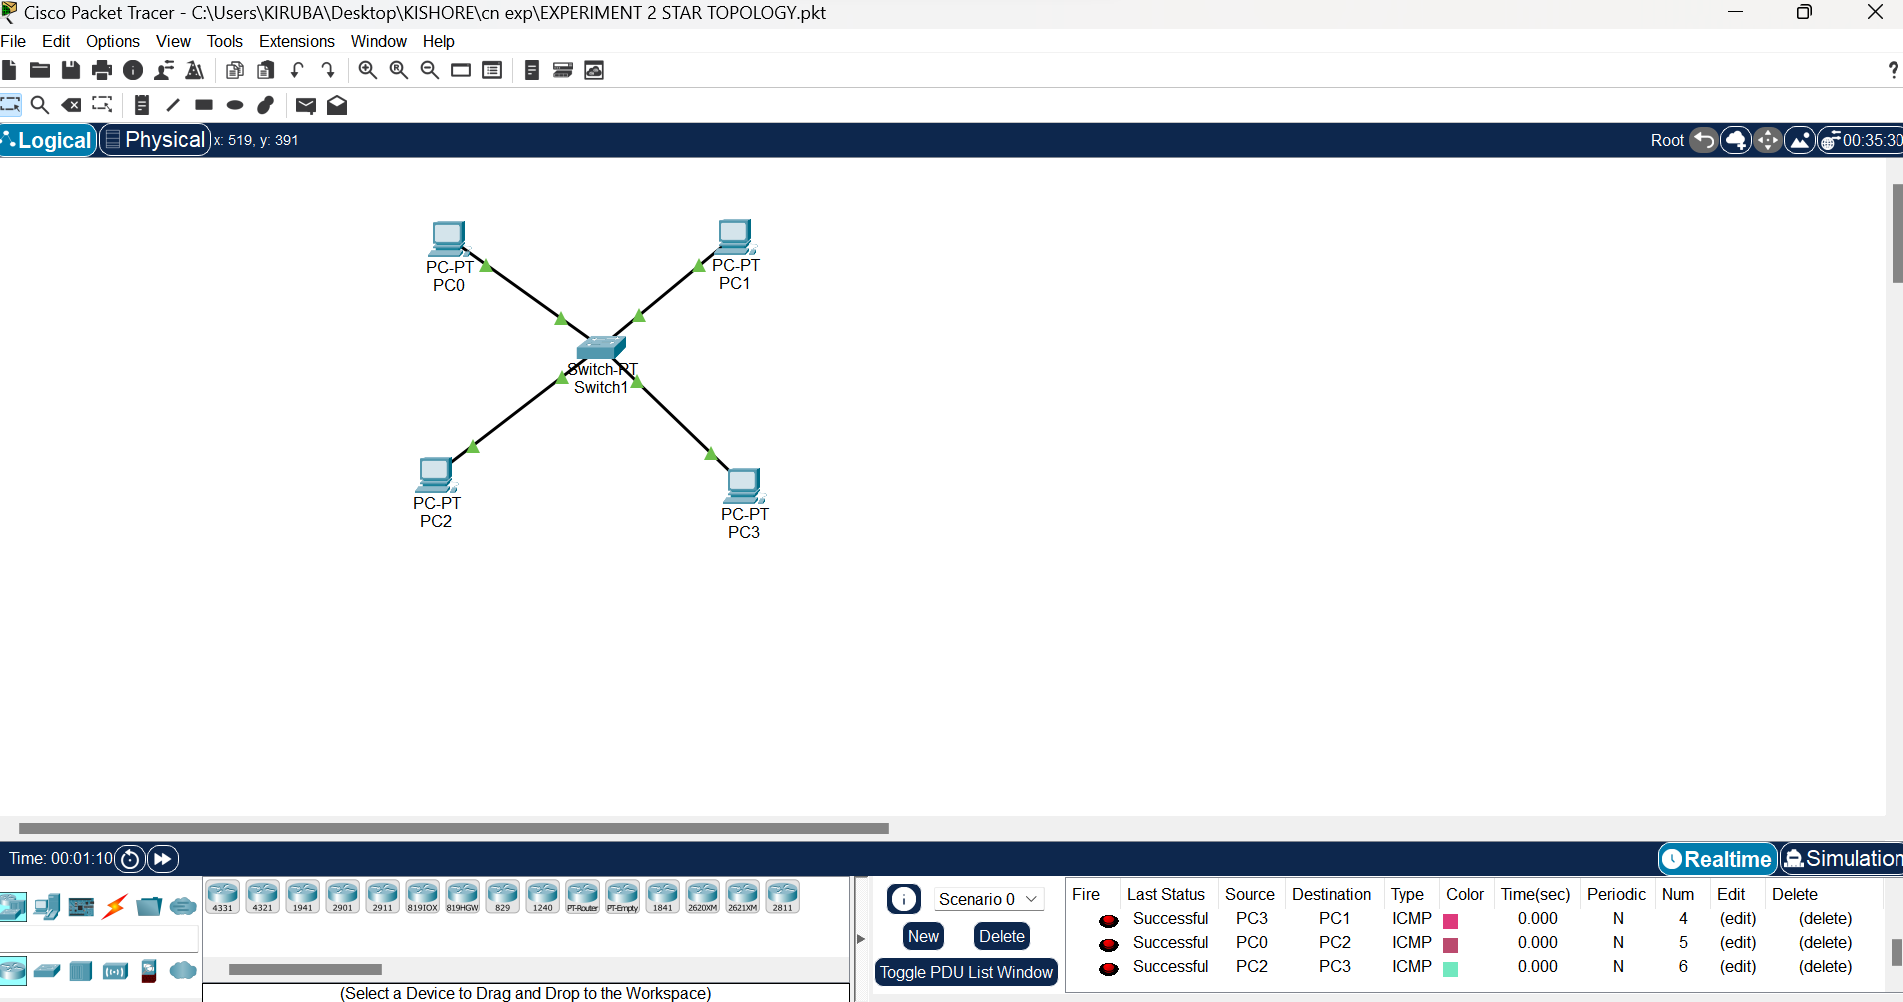 Cisco Packet Tracer - C:\Users\KIRUBA\Desktop\KISHORE\cn exp\EXPERIMENT 2 STAR TOPOLOGY.pkt
File Edit Options View Tools Extensions Window Help
?
Logical Physical x: 519, y: 391 Root 00:35:30
PC-PT
PC0
PC-PT
PC1
Switch-PT
Switch1
PC-PT
PC2
PC-PT
PC3
Time: 00:01:10 Realtime Simulation
4331 4321 1941 2901 2911 819IOX 819HGW 829 1240 PT-Router PT-Empty 1841 2620XM 2621XM 2811
(Select a Device to Drag and Drop to the Workspace)
Scenario 0
New Delete
Toggle PDU List Window
Fire Last Status Source Destination Type Color Time(sec) Periodic Num Edit Delete
Successful PC3 PC1 ICMP 0.000 N 4 (edit) (delete)
Successful PC0 PC2 ICMP 0.000 N 5 (edit) (delete)
Successful PC2 PC3 ICMP 0.000 N 6 (edit) (delete)